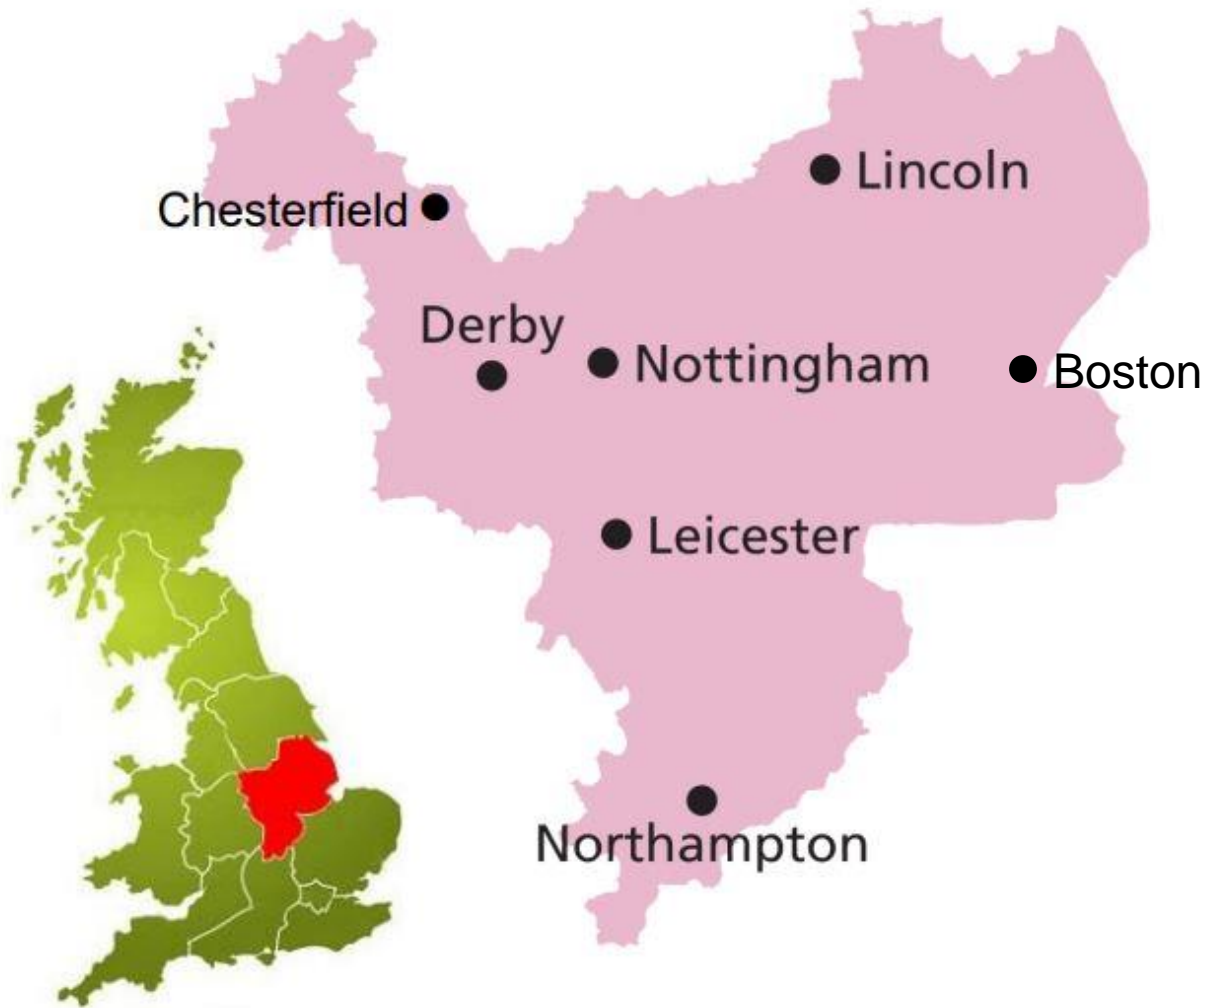 Lincoln
Chesterfield
Derby
Nottingham
Boston
Leicester
Northampton